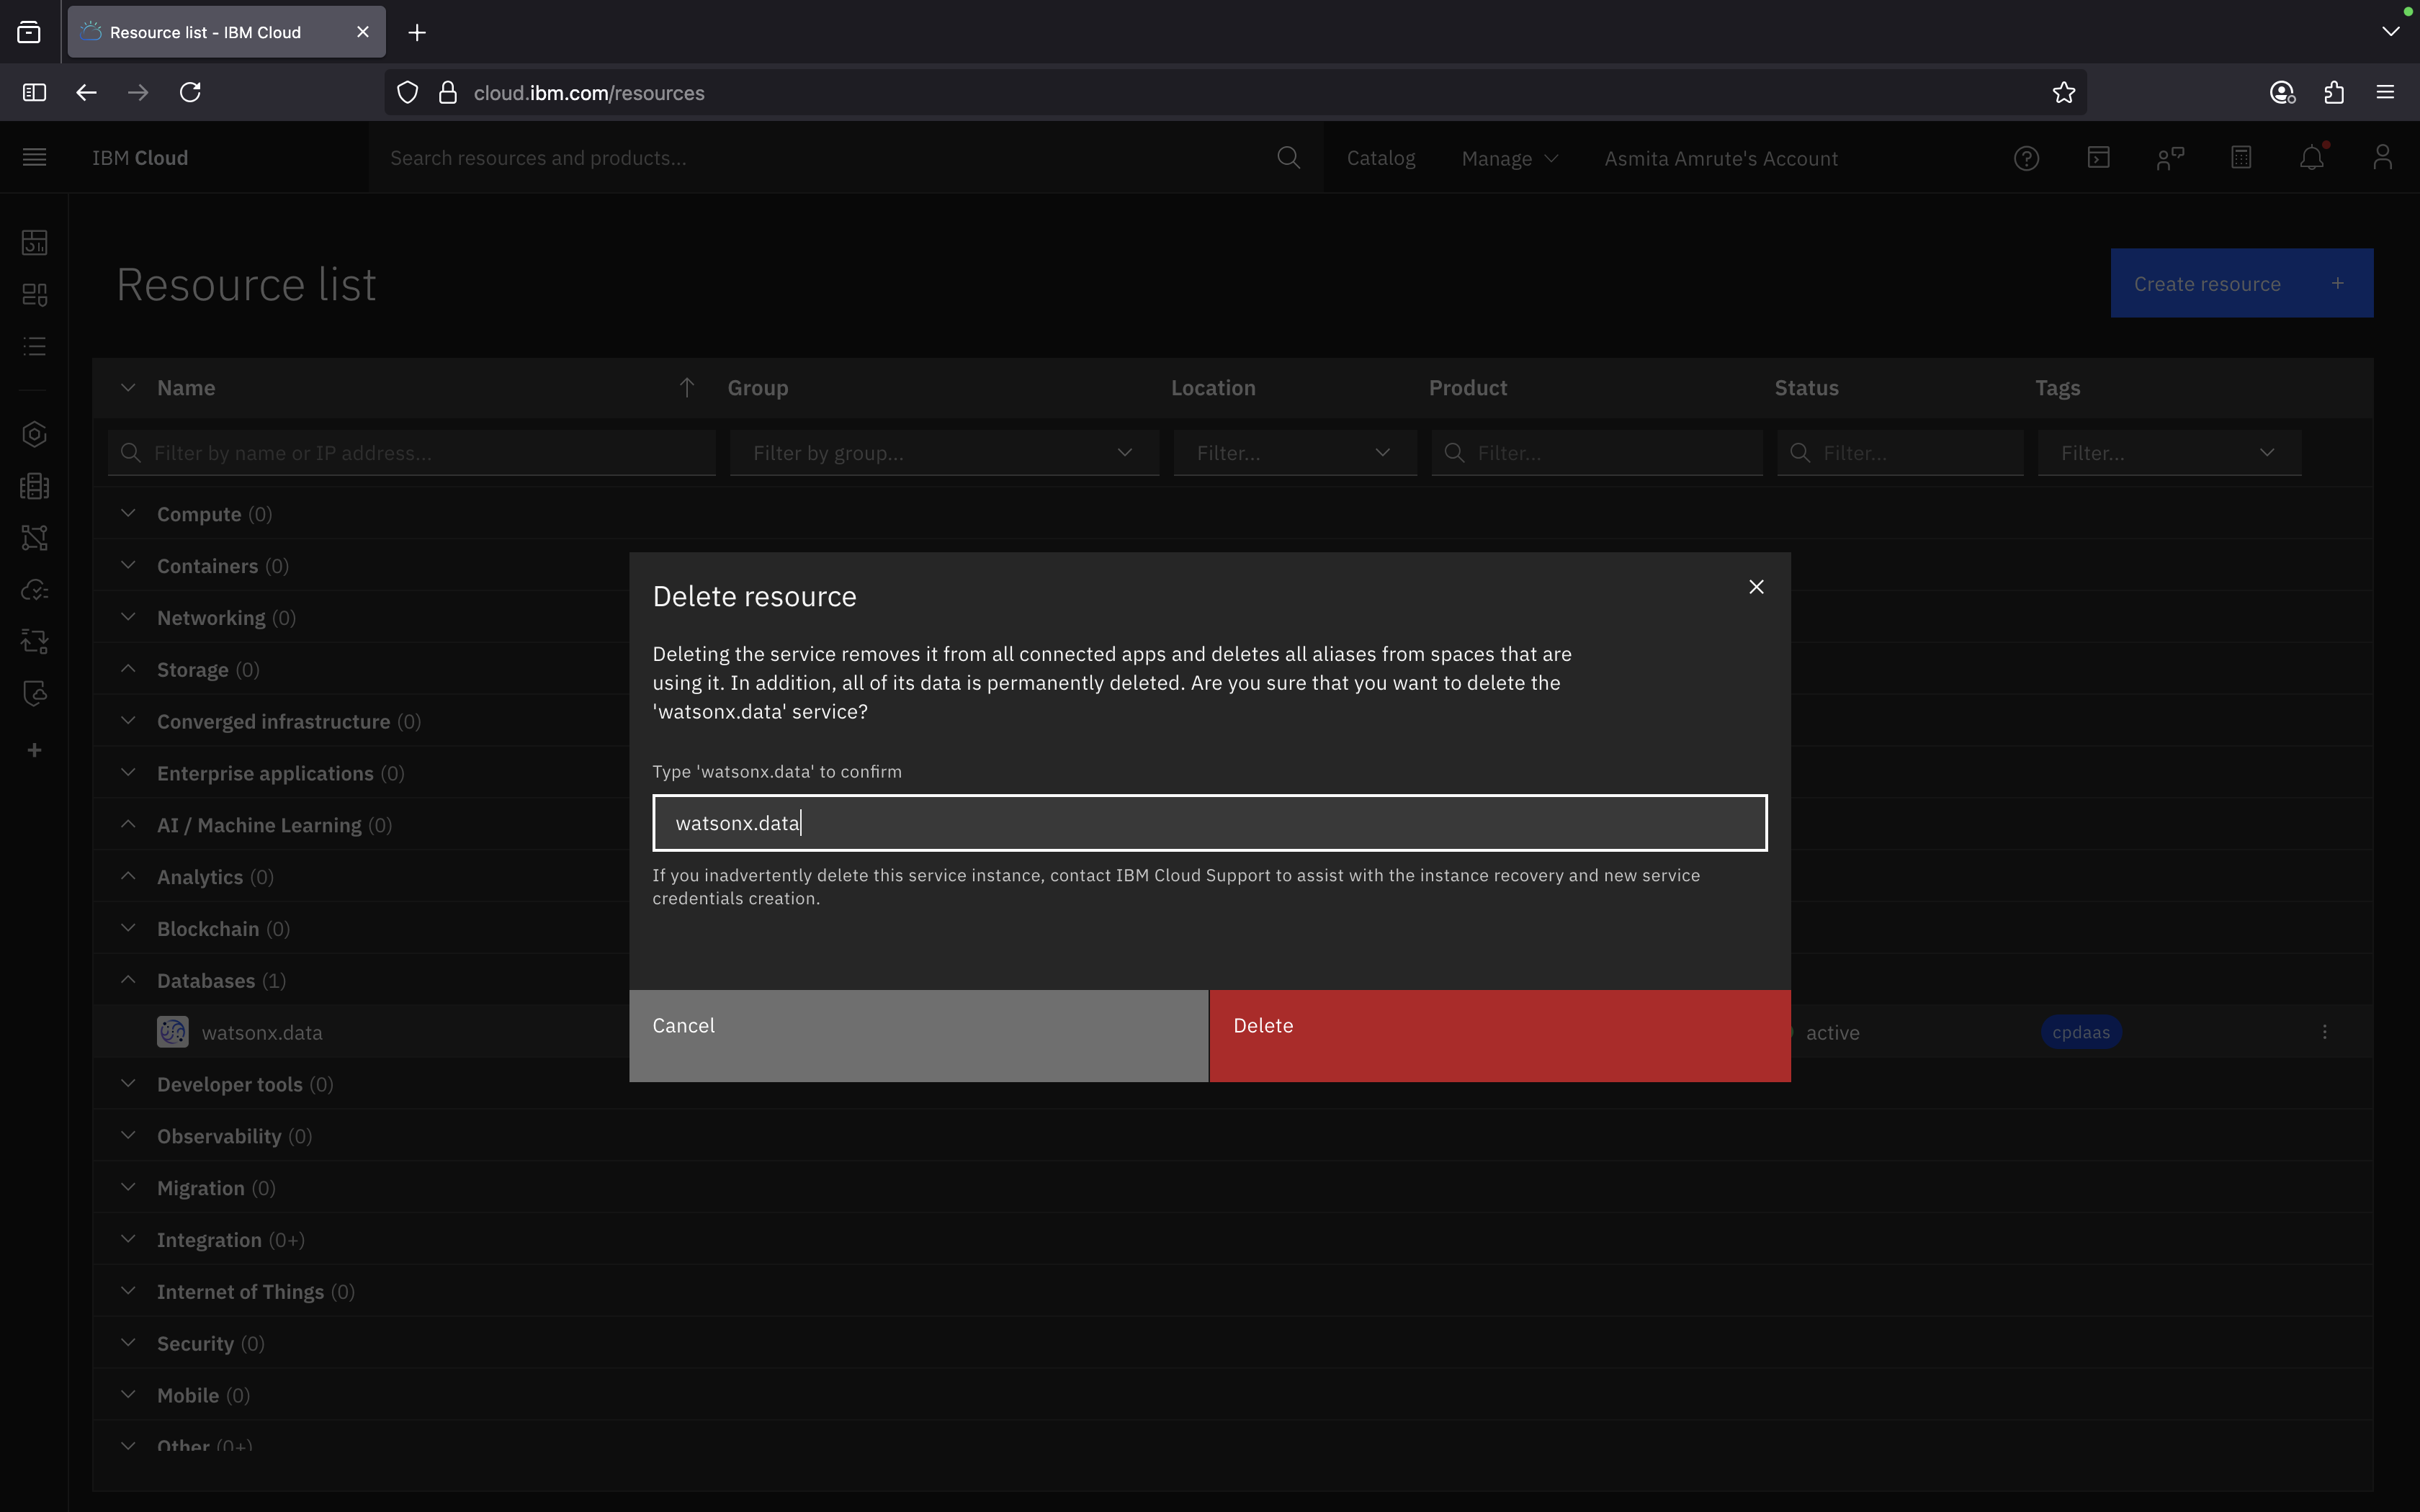 Resource list - IBM Cloud
cloud.ibm.com/resources
IBM Cloud
Search resources and products...
Catalog
Manage
Asmita Amrute's Account
Resource list
Create resource +
Name Group Location Product Status Tags
Filter by name or IP address... Filter by group... Filter... Filter... Filter... Filter...
Compute (0)
Containers (0)
Networking (0)
Storage (0)
Converged infrastructure (0)
Enterprise applications (0)
AI / Machine Learning (0)
Analytics (0)
Blockchain (0)
Databases (1)
watsonx.data active cpdaas
Developer tools (0)
Observability (0)
Migration (0)
Integration (0+)
Internet of Things (0)
Security (0)
Mobile (0)
Other (0+)
Delete resource
Deleting the service removes it from all connected apps and deletes all aliases from spaces that are
using it. In addition, all of its data is permanently deleted. Are you sure that you want to delete the
'watsonx.data' service?
Type 'watsonx.data' to confirm
watsonx.data
If you inadvertently delete this service instance, contact IBM Cloud Support to assist with the instance recovery and new service
credentials creation.
Cancel
Delete